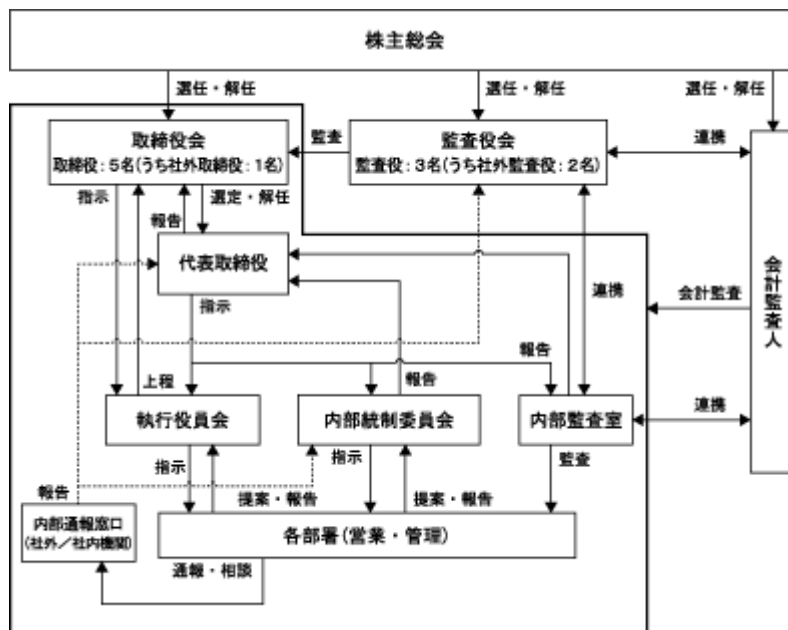 株主総会
選任・解任
選任・解任
選任・解任
取締役会
取締役:5名(うち社外取締役:1名)
監査
監査役会
監査役:3名(うち社外監査役:2名)
連携
指示
報告
選定・解任
代表取締役
会計監査人
指示
連携
会計監査
報告
上程
報告
執行役員会
内部統制委員会
内部監査室
連携
指示
指示
監査
報告
提案・報告
提案・報告
内部通報窓口
(社外/社内機関)
各部署(営業・管理)
通報・相談